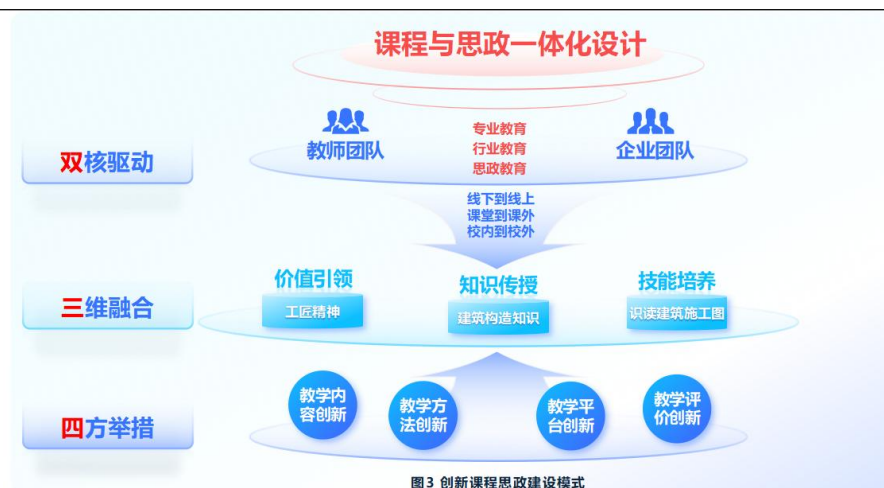 课程与思政一体化设计
双核驱动
教师团队
专业教育
行业教育
思政教育
企业团队
线下到线上
课堂到课外
校内到校外
三维融合
价值引领
工匠精神
知识传授
建筑构造知识
技能培养
识读建筑施工图
四方举措
教学内
容创新
教学方
法创新
教学平
台创新
教学评
价创新
图3 创新课程思政建设模式